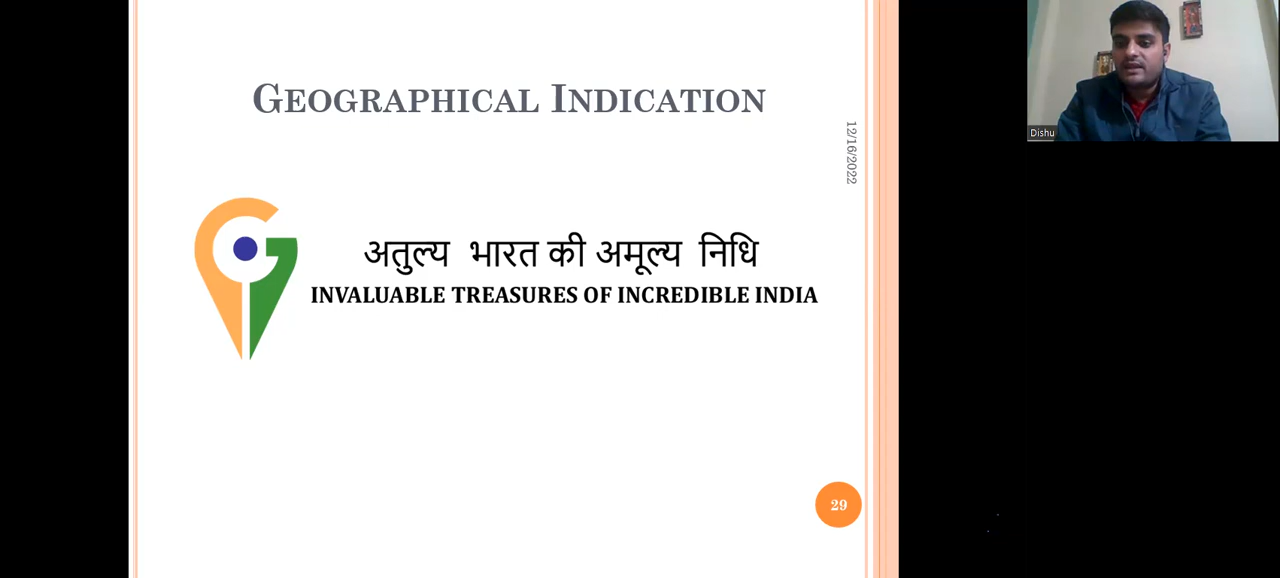 GEOGRAPHICAL INDICATION
12/16/2022
अतुल्य भारत की अमूल्य निधि
INVALUABLE TREASURES OF INCREDIBLE INDIA
29
Dishu